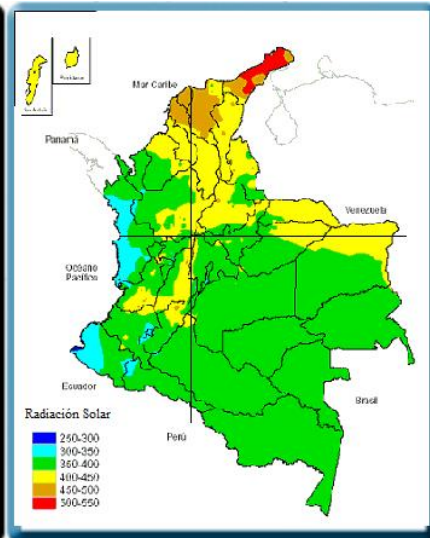 Mar Caribe
Panamá
Venezuela
Océano
Pacífico
Ecuador
Brasil
Perú
Radiación Solar
250-300
300-350
350-400
400-450
450-500
500-550